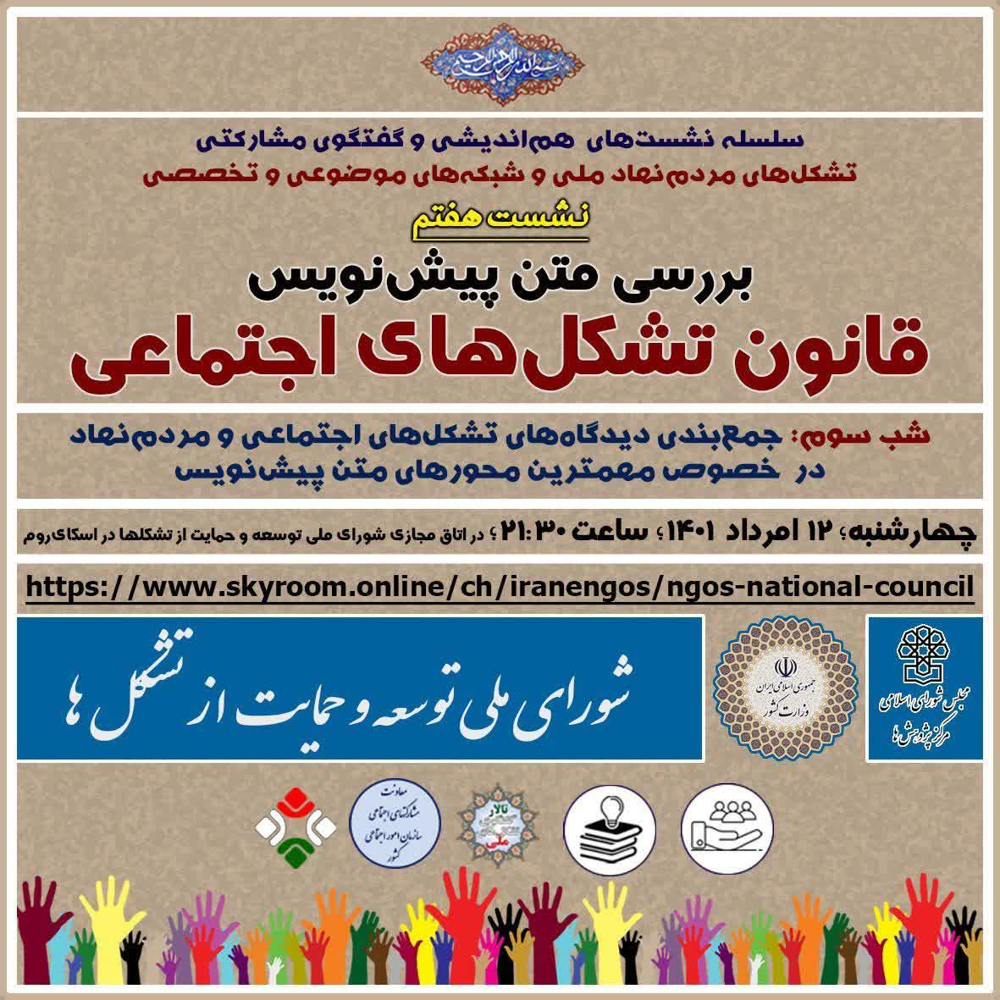 بسم الله الرحمن الرحیم
سلسله نشست‌های هم‌اندیشی و گفتگوی مشارکتی
تشکل‌های مردم‌نهاد ملی و شبکه‌های موضوعی و تخصصی
نشست هفتم
بررسی متن پیش‌نویس
قانون تشکل‌های اجتماعی
شب سوم: جمع‌بندی دیدگاه‌های تشکل‌های اجتماعی و مردم‌نهاد
در خصوص مهمترین محورهای متن پیش‌نویس
چهارشنبه؛ ۱۲ امرداد ۱۴۰۱؛ ساعت ۲۱:۳۰؛ در اتاق مجازی شورای ملی توسعه و حمایت از تشکلها در اسکای‌روم
https://www.skyroom.online/ch/iranengos/ngos-national-council
مجلس شورای اسلامی
مرکز پژوهش ها
جمهوری اسلامی ایران
وزارت کشور
شورای ملی توسعه و حمایت از تشکل ها
تالار
ملی
معاونت
مشارکتهای اجتماعی
سازمان امور اجتماعی
کشور